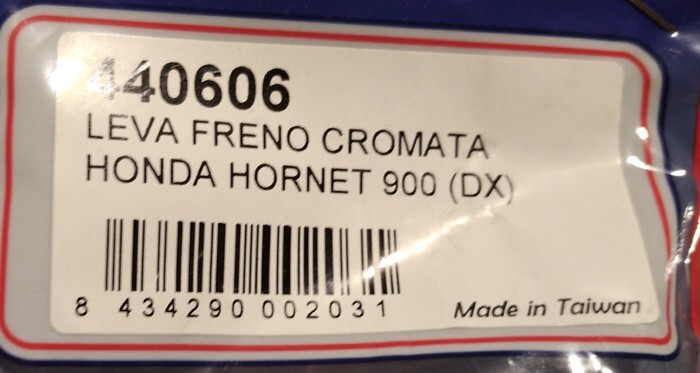 440606
LEVA FRENO CROMATA
HONDA HORNET 900 (DX)
8 434290 002031
Made in Taiwan